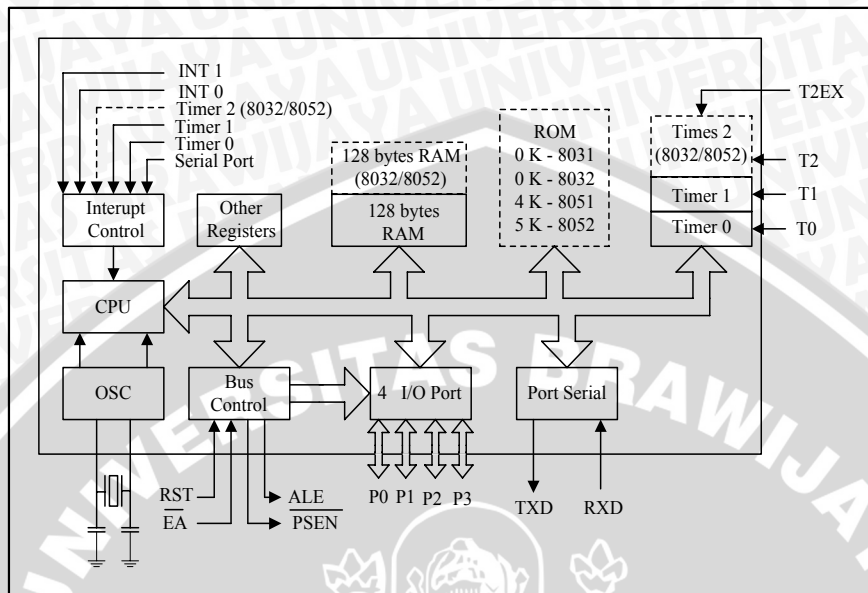 INT 1
INT 0
Timer 2 (8032/8052)
Timer 1
Timer 0
Serial Port
Interupt
Control
Other
Registers
128 bytes RAM
(8032/8052)
128 bytes
RAM
ROM
0 K - 8031
0 K - 8032
4 K - 8051
5 K - 8052
Times 2
(8032/8052)
Timer 1
Timer 0
T2EX
T2
T1
T0
CPU
OSC
Bus
Control
4 I/O Port
Port Serial
RST
EA
ALE
PSEN
P0 P1 P2 P3
TXD
RXD
UNIVERSITAS BRAWIJAYA